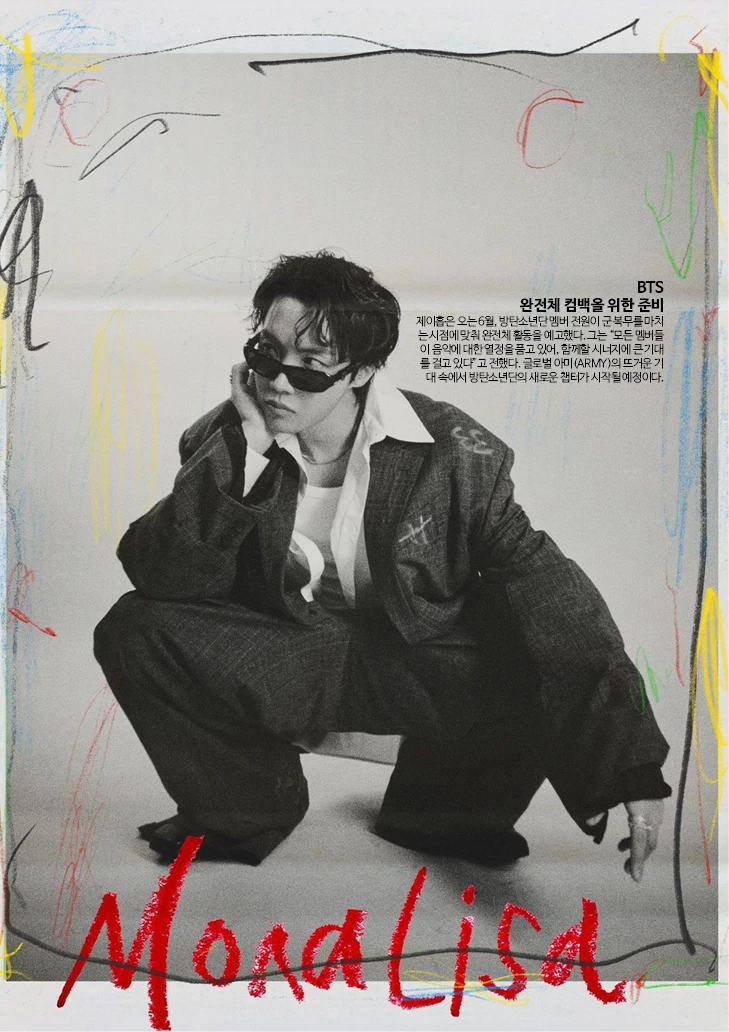 BTS
완전체 컴백을 위한 준비
제이홉은 오는 6월, 방탄소년단 멤버 전원이 군 복무를 마치
는 시점에 맞춰 완전체 활동을 예고했다. 그는 “모든 멤버들
이 음악에 대한 열정을 품고 있어, 함께할 시너지에 큰 기대
를 걸고 있다”고 전했다. 글로벌 아미(ARMY)의 뜨거운 기
대 속에서 방탄소년단의 새로운 챕터가 시작될 예정이다.
Mona Lisa